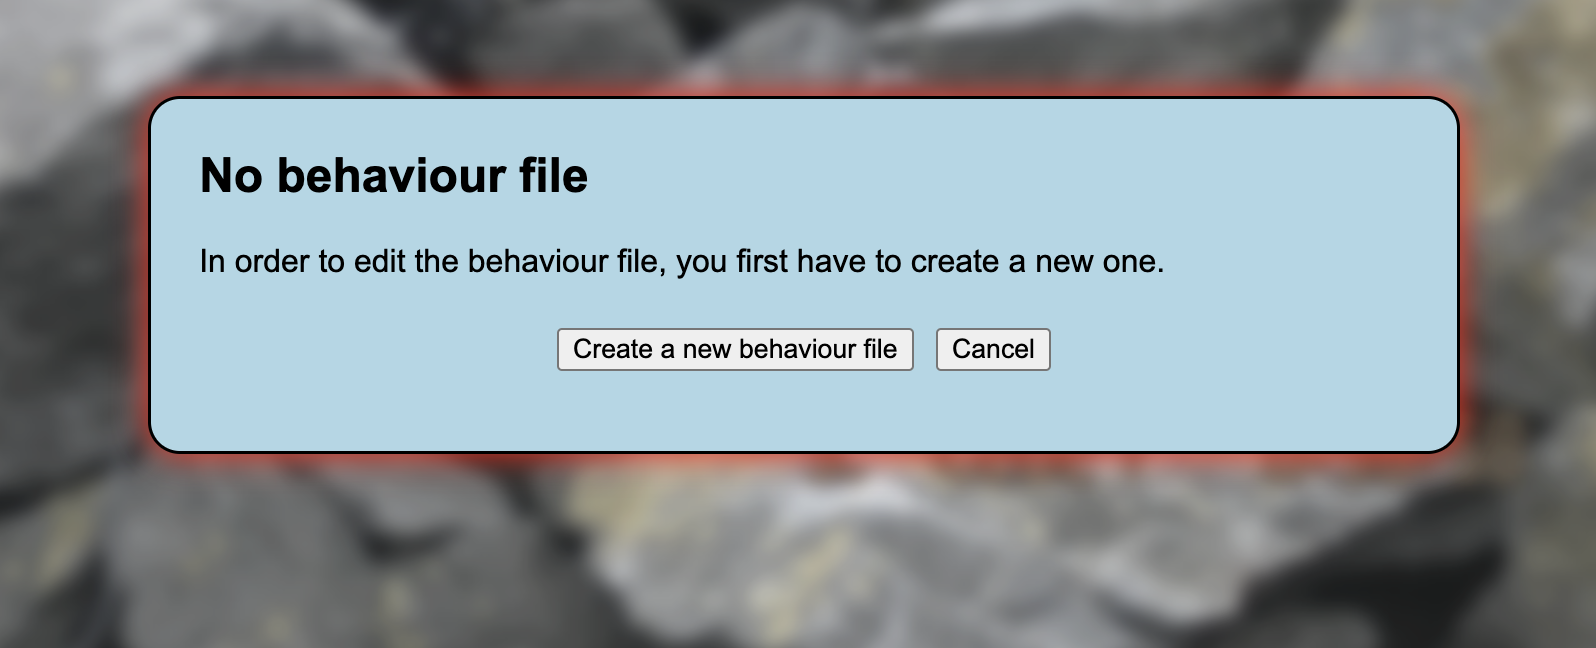 No behaviour file
In order to edit the behaviour file, you first have to create a new one.
Create a new behaviour file Cancel